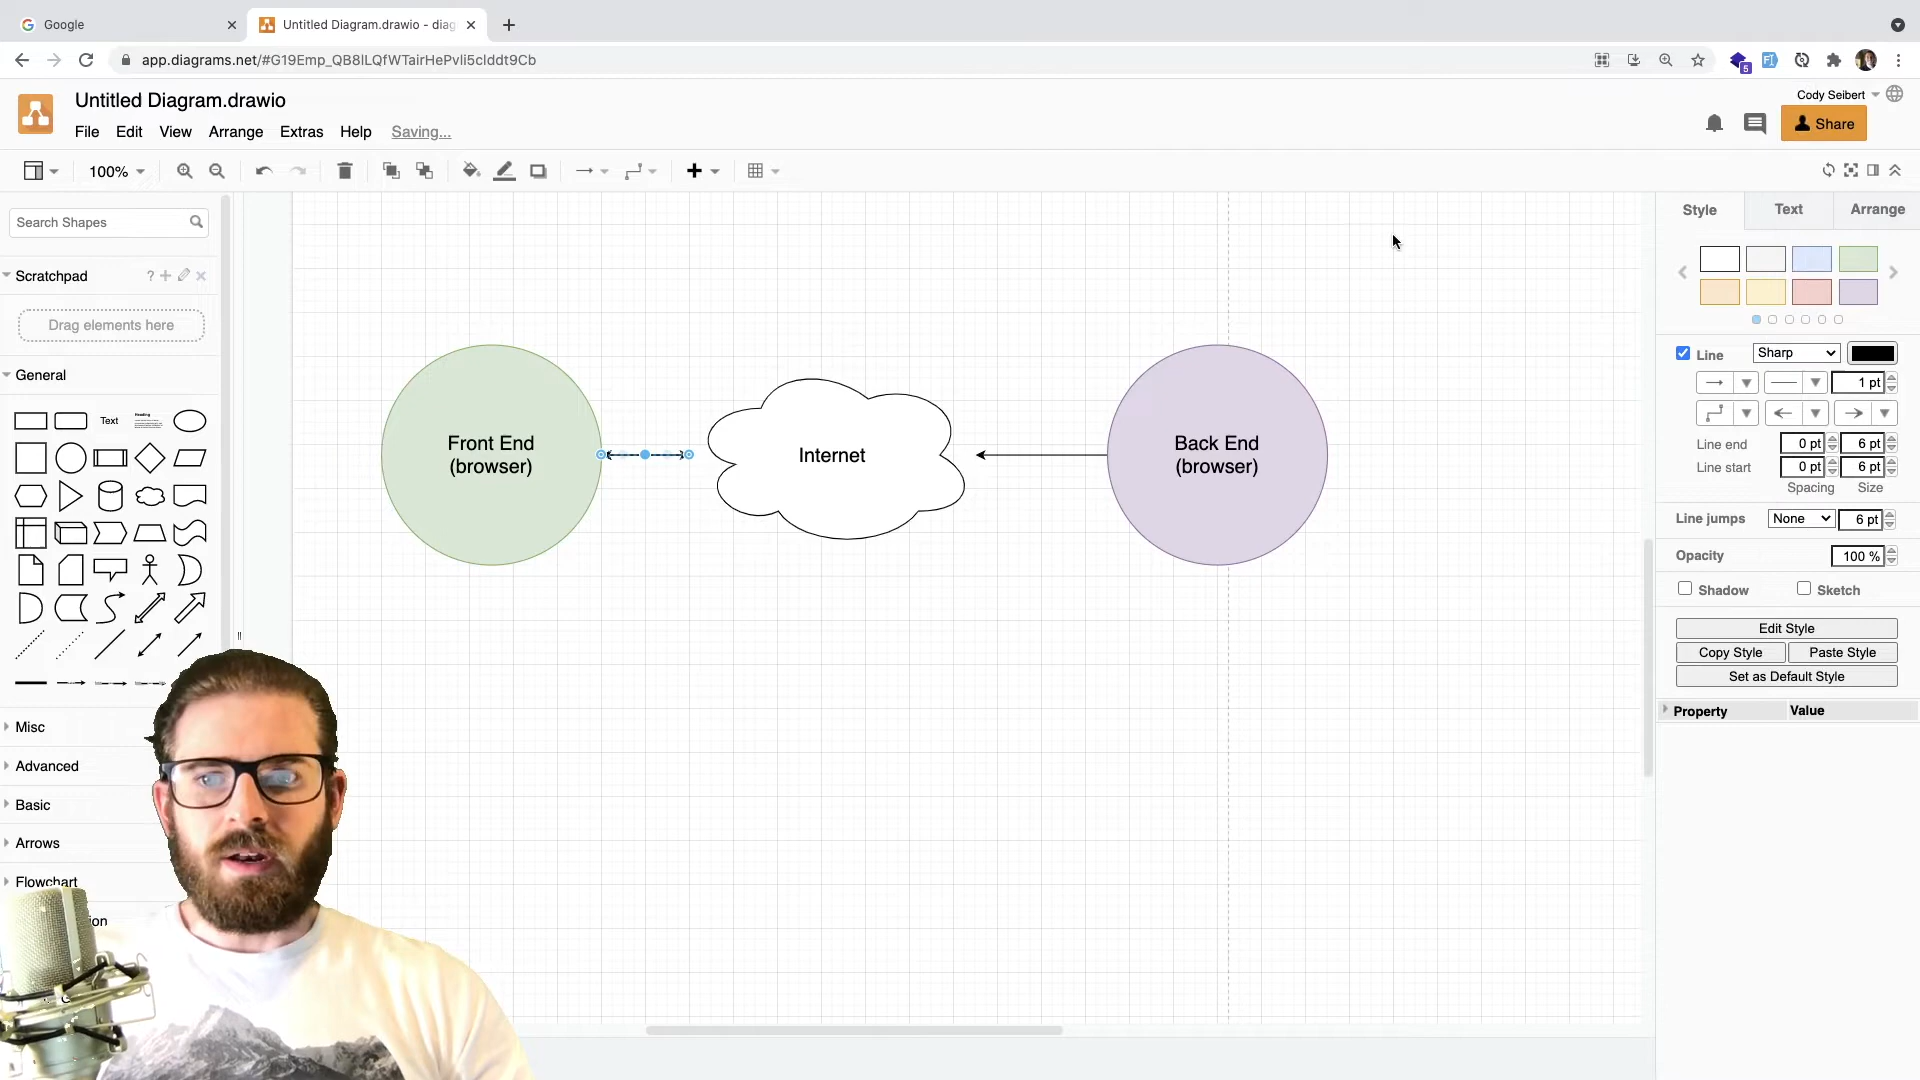 Google
Untitled Diagram.drawio - diag
app.diagrams.net/#G19Emp_QB8lLQfWTairHePvli5clddt9Cb
5
Untitled Diagram.drawio
Cody Seibert
File Edit View Arrange Extras Help Saving...
Share
100%
Search Shapes
Style Text Arrange
Scratchpad ?
Drag elements here
General
Text
Heading
Line Sharp
1 pt
Line end 0 pt 6 pt
Line start 0 pt 6 pt
Spacing Size
Line jumps None 6 pt
Opacity 100 %
Shadow Sketch
Edit Style
Copy Style Paste Style
Set as Default Style
Property Value
Front End
(browser)
Internet
Back End
(browser)
Misc
Advanced
Basic
Arrows
Flowchart
ion